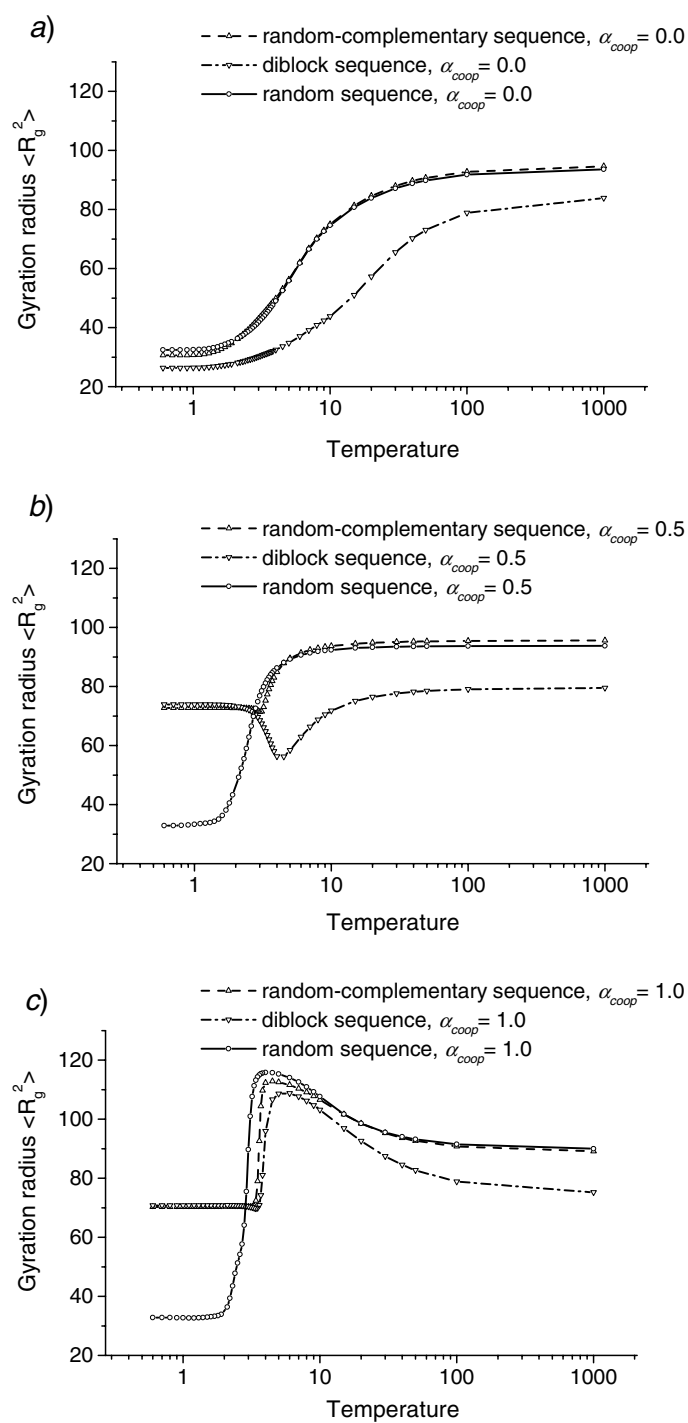 a)
random-complementary sequence, α_coop= 0.0
diblock sequence, α_coop= 0.0
random sequence, α_coop= 0.0
Gyration radius <R_g^2>
120
100
80
60
40
20
1 10 100 1000
Temperature
b)
random-complementary sequence, α_coop= 0.5
diblock sequence, α_coop= 0.5
random sequence, α_coop= 0.5
Gyration radius <R_g^2>
120
100
80
60
40
20
1 10 100 1000
Temperature
c)
random-complementary sequence, α_coop= 1.0
diblock sequence, α_coop= 1.0
random sequence, α_coop= 1.0
Gyration radius <R_g^2>
120
100
80
60
40
20
1 10 100 1000
Temperature